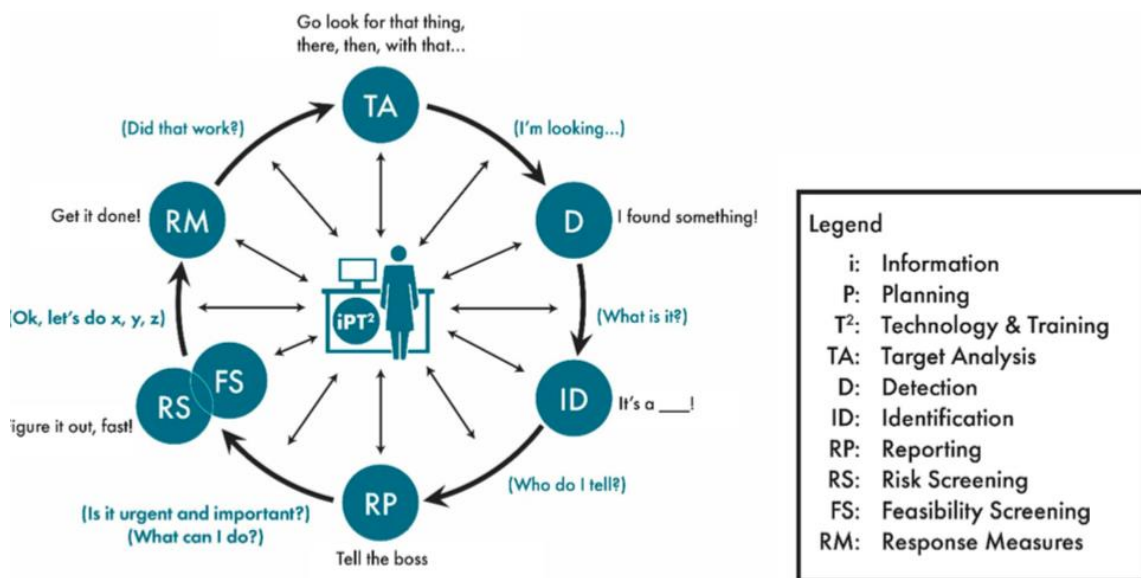 Go look for that thing,
there, then, with that...
TA
(Did that work?)
(I'm looking...)
Get it done!
RM
D
I found something!
(Ok, let's do x, y, z)
iPT²
(What is it?)
FS
RS
ID
It's a ___!
igure it out, fast!
RP
(Who do I tell?)
(Is it urgent and important?)
(What can I do?)
Tell the boss
Legend
i: Information
P: Planning
T²: Technology & Training
TA: Target Analysis
D: Detection
ID: Identification
RP: Reporting
RS: Risk Screening
FS: Feasibility Screening
RM: Response Measures